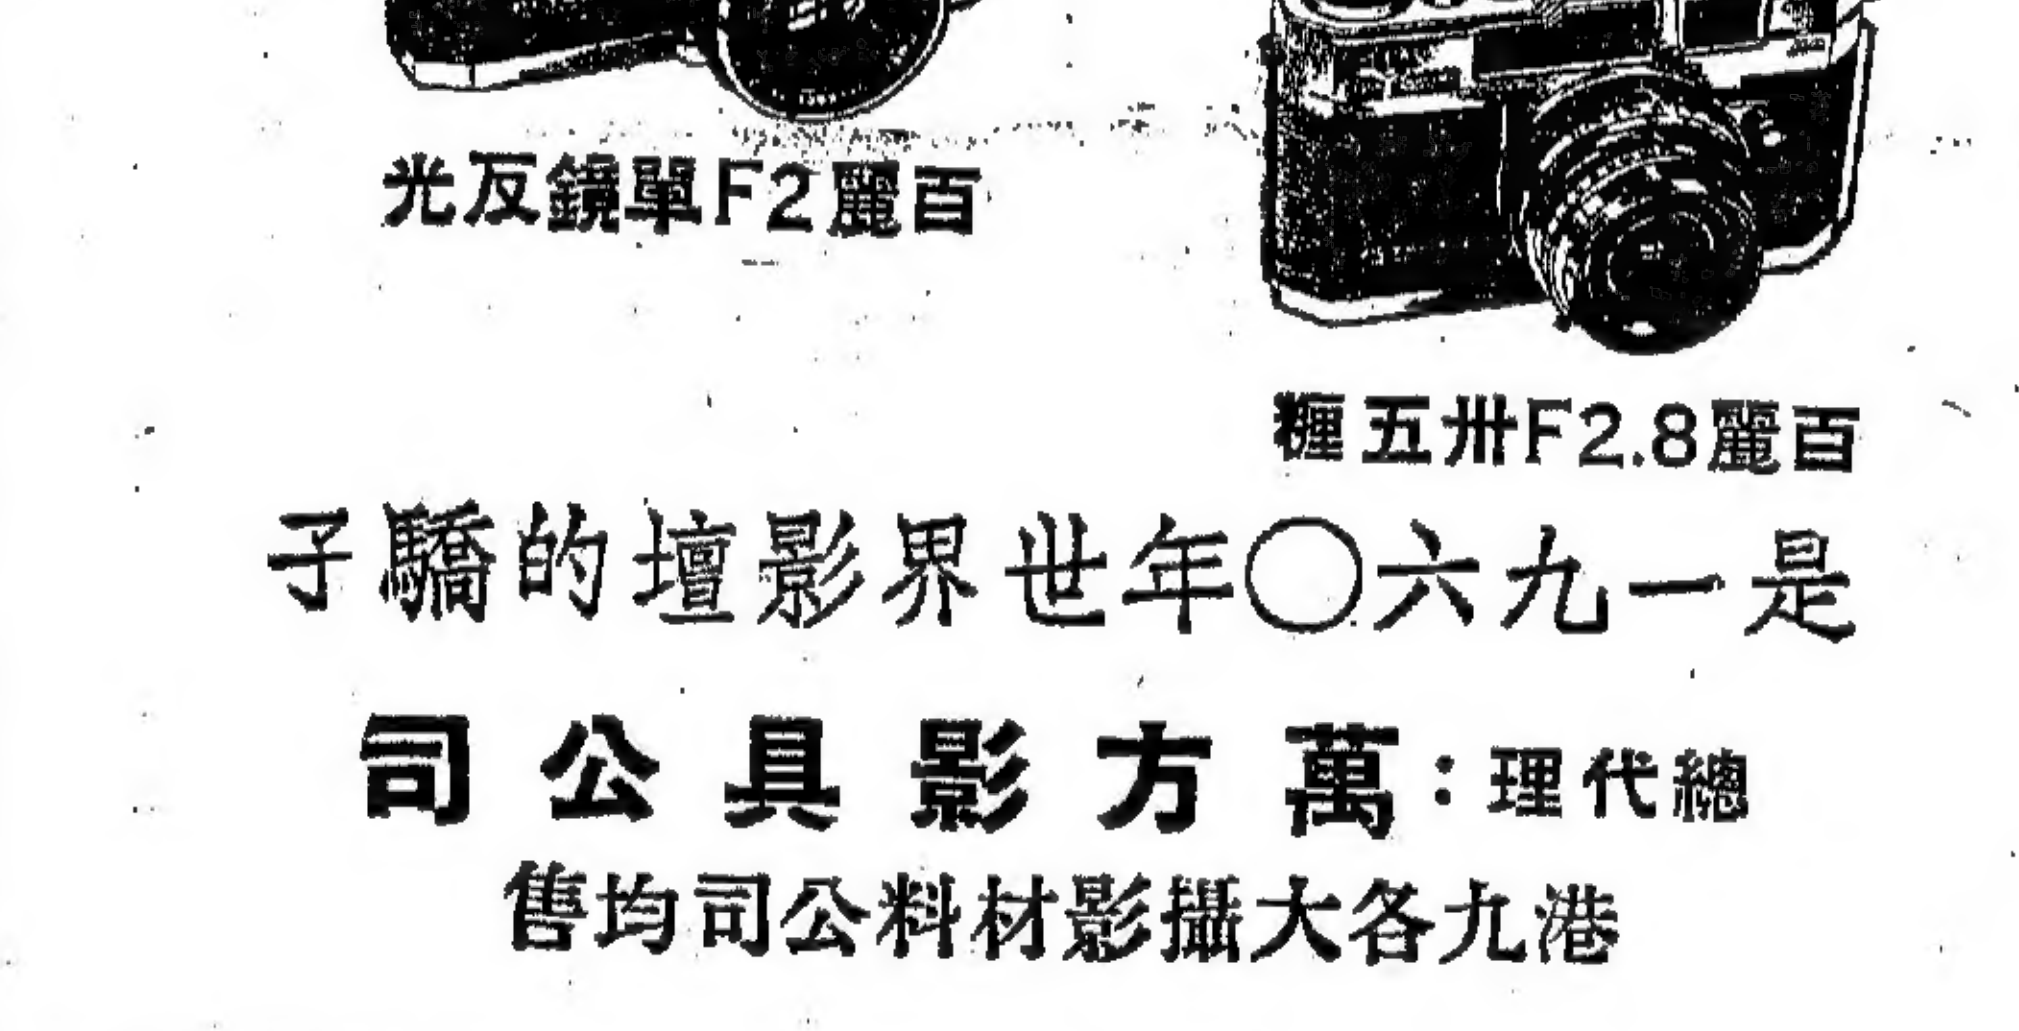 百麗F2單鏡反光
百麗F2.8卅五糎
是一九六〇年世界影壇的驕子
總代理：萬方影具公司
港九各大攝影材料公司均售